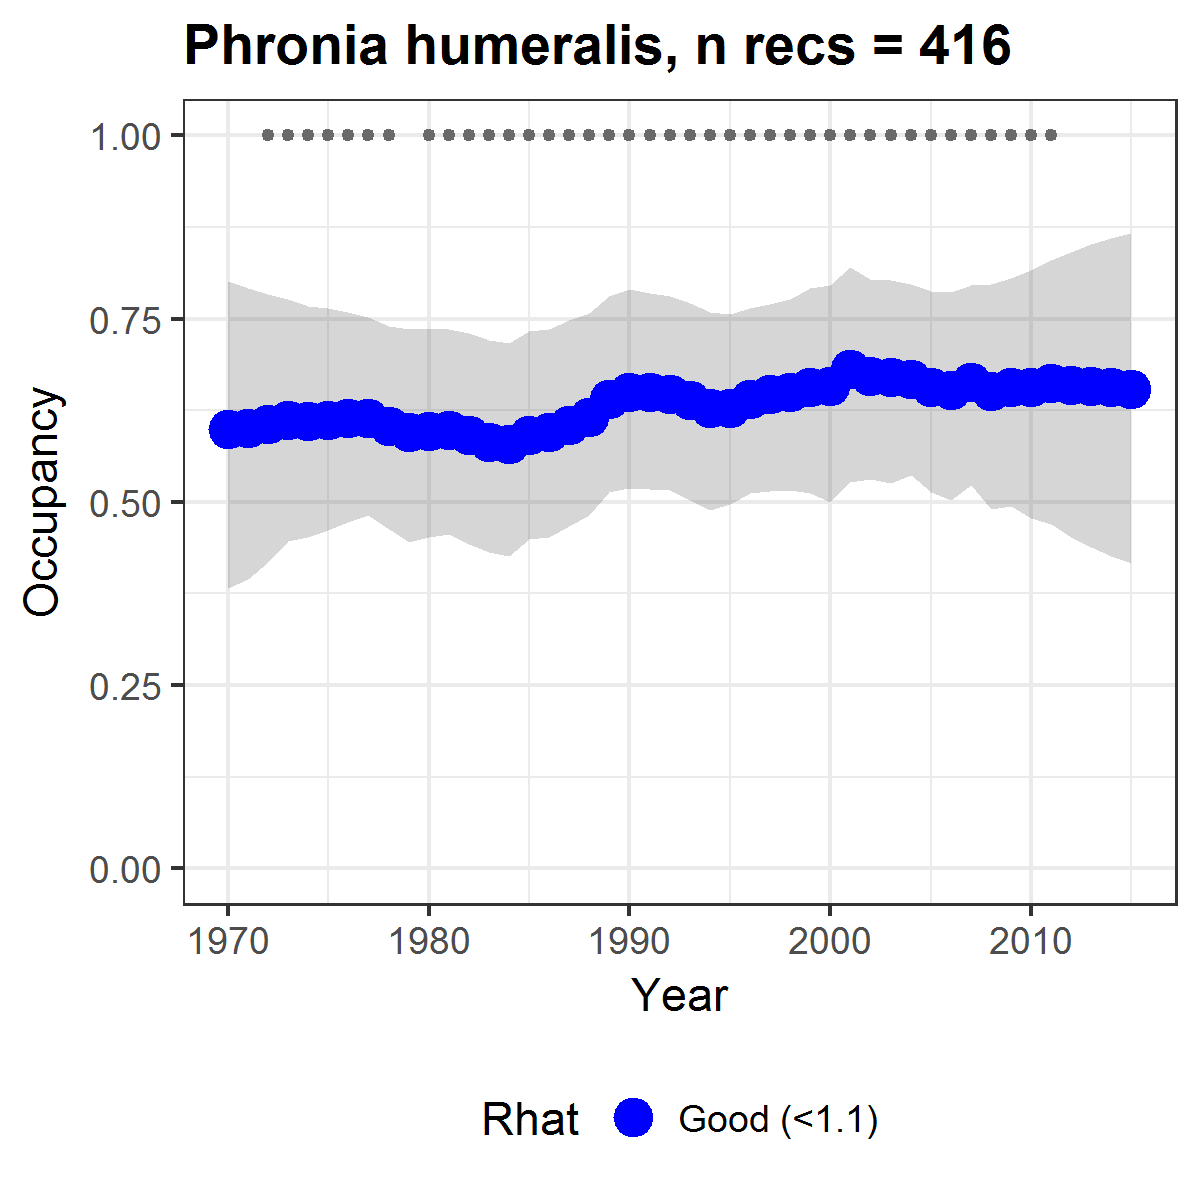 Phronia humeralis, n recs = 416
1.00
0.75
0.50
0.25
0.00
Occupancy
1970 1980 1990 2000 2010
Year
Rhat Good (<1.1)